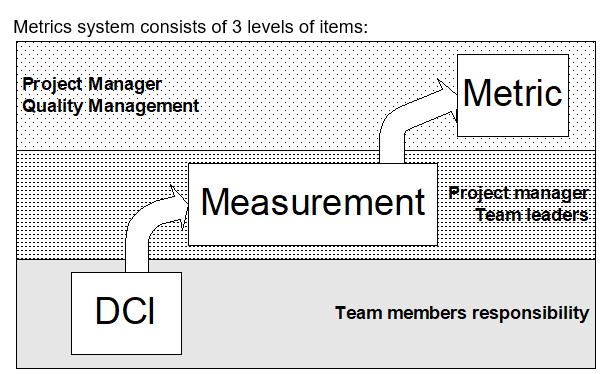 Metrics system consists of 3 levels of items:
Project Manager
Quality Management
Metric
Measurement
Project manager
Team leaders
DCI
Team members responsibility